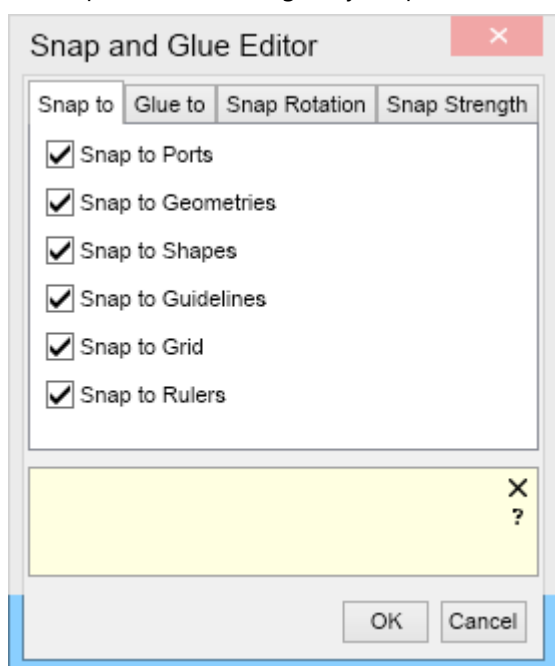 Snap and Glue Editor
Snap to Glue to Snap Rotation Snap Strength
Snap to Ports
Snap to Geometries
Snap to Shapes
Snap to Guidelines
Snap to Grid
Snap to Rulers
?
OK Cancel